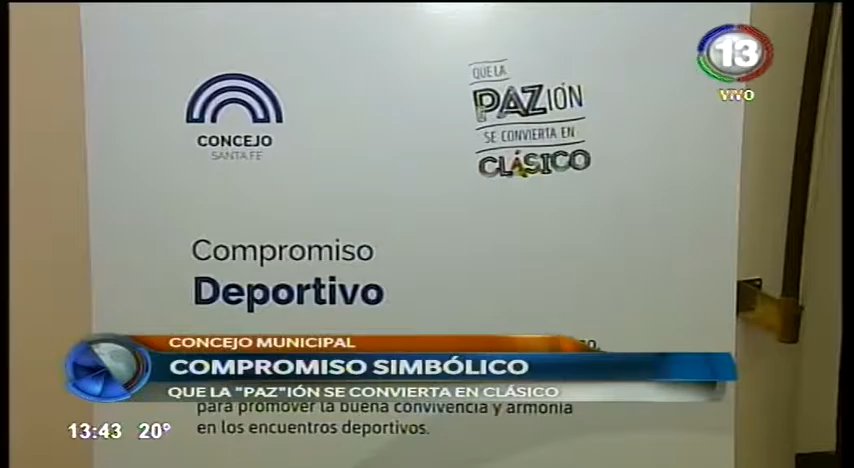 13
VIVO
QUE LA
PAZIÓN
SE CONVIERTA EN
CLÁSICO
CONCEJO
SANTA FE
Compromiso
Deportivo
CONCEJO MUNICIPAL
COMPROMISO SIMBÓLICO
QUE LA "PAZ"IÓN SE CONVIERTA EN CLÁSICO
para promover la buena convivencia y armonía
en los encuentros deportivos.
13:43 20°